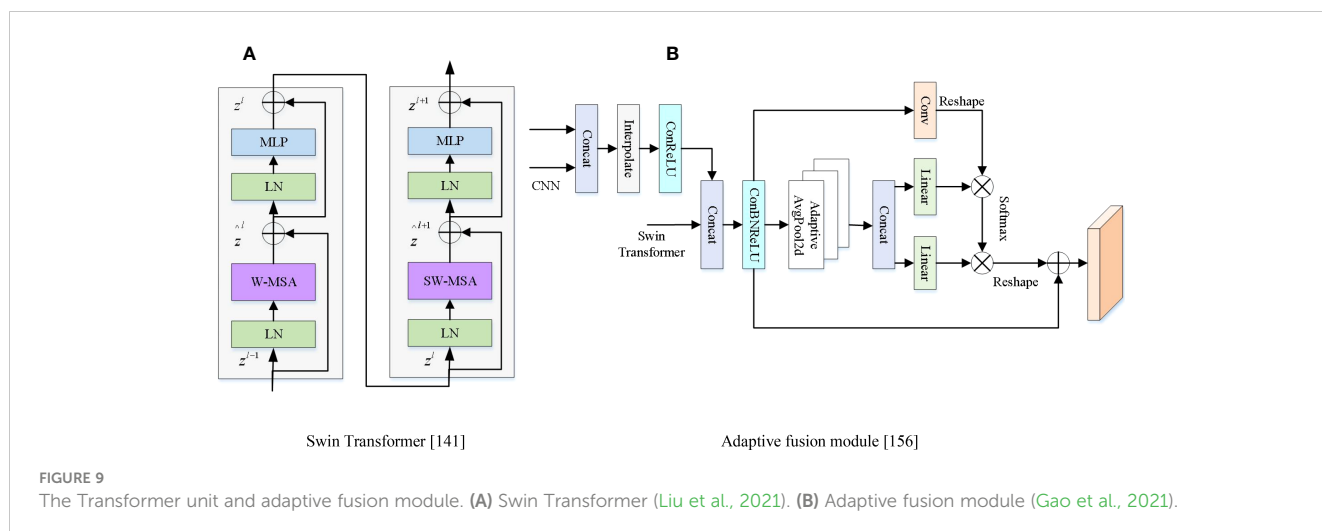 A
z^l
MLP
LN
ẑ^l
W-MSA
LN
z^{l-1}
z^{l+1}
MLP
LN
ẑ^{l+1}
SW-MSA
LN
z^l
Swin Transformer [141]
B
CNN
Concat
Interpolate
ConReLU
Swin
Transformer
Concat
ConBNReLU
Adaptive
AvgPool2d
Concat
Conv
Reshape
Linear
Linear
Softmax
Reshape
Adaptive fusion module [156]
FIGURE 9
The Transformer unit and adaptive fusion module. (A) Swin Transformer (Liu et al., 2021). (B) Adaptive fusion module (Gao et al., 2021).